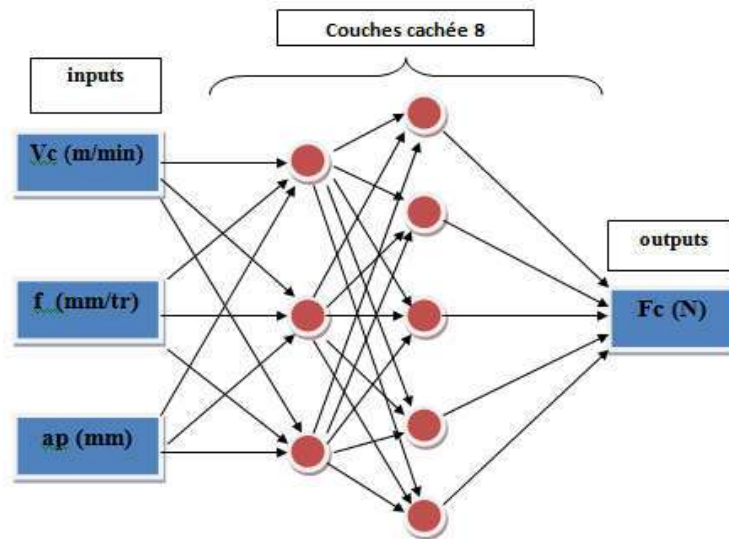 Couches cachée 8
inputs
Vc (m/min)
f (mm/tr)
ap (mm)
outputs
Fc (N)